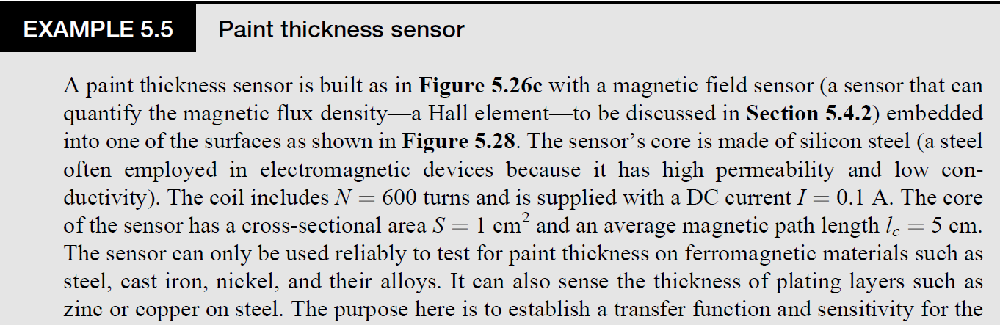 EXAMPLE 5.5 Paint thickness sensor
A paint thickness sensor is built as in Figure 5.26c with a magnetic field sensor (a sensor that can
quantify the magnetic flux density—a Hall element—to be discussed in Section 5.4.2) embedded
into one of the surfaces as shown in Figure 5.28. The sensor's core is made of silicon steel (a steel
often employed in electromagnetic devices because it has high permeability and low con-
ductivity). The coil includes N = 600 turns and is supplied with a DC current I = 0.1 A. The core
of the sensor has a cross-sectional area S = 1 cm² and an average magnetic path length l_c = 5 cm.
The sensor can only be used reliably to test for paint thickness on ferromagnetic materials such as
steel, cast iron, nickel, and their alloys. It can also sense the thickness of plating layers such as
zinc or copper on steel. The purpose here is to establish a transfer function and sensitivity for the